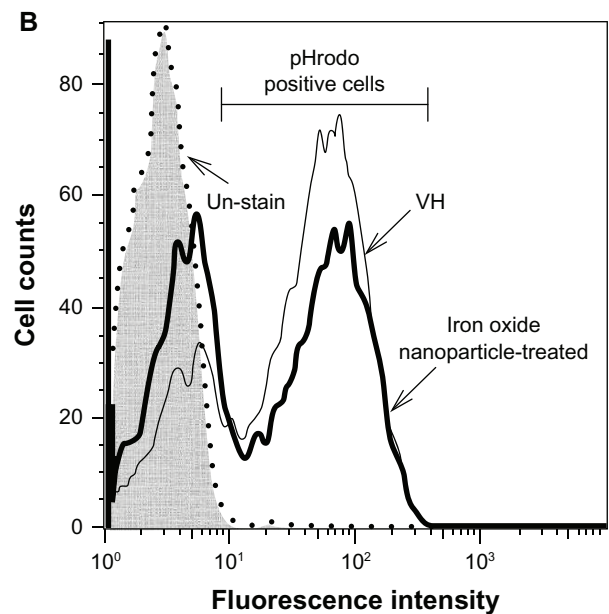 B
pHrodo
positive cells
80
60
40
20
0
Un-stain
VH
Iron oxide
nanoparticle-treated
Cell counts
10⁰
10¹
10²
10³
Fluorescence intensity